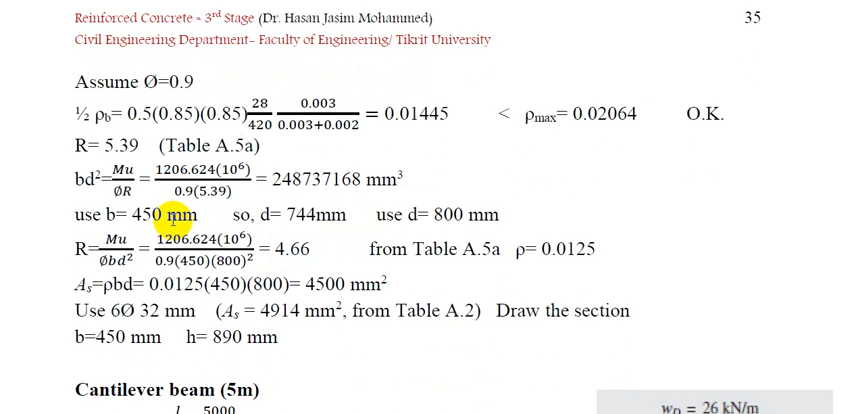 Reinforced Concrete - 3rd Stage (Dr. Hasan Jasim Mohammed) 35
Civil Engineering Department- Faculty of Engineering/ Tikrit University
Assume Ø=0.9
½ ρb= 0.5(0.85)(0.85) 28/420 0.003/(0.003+0.002) = 0.01445 < ρmax= 0.02064 O.K.
R= 5.39 (Table A.5a)
bd²= Mu/ØR = 1206.624(10⁶)/0.9(5.39) = 248737168 mm³
use b= 450 mm so, d= 744mm use d= 800 mm
R= Mu/Øbd² = 1206.624(10⁶)/0.9(450)(800)² = 4.66 from Table A.5a ρ= 0.0125
As=ρbd= 0.0125(450)(800)= 4500 mm²
Use 6Ø 32 mm (As = 4914 mm², from Table A.2) Draw the section
b=450 mm h= 890 mm
Cantilever beam (5m)
l 5000
wD = 26 kN/m